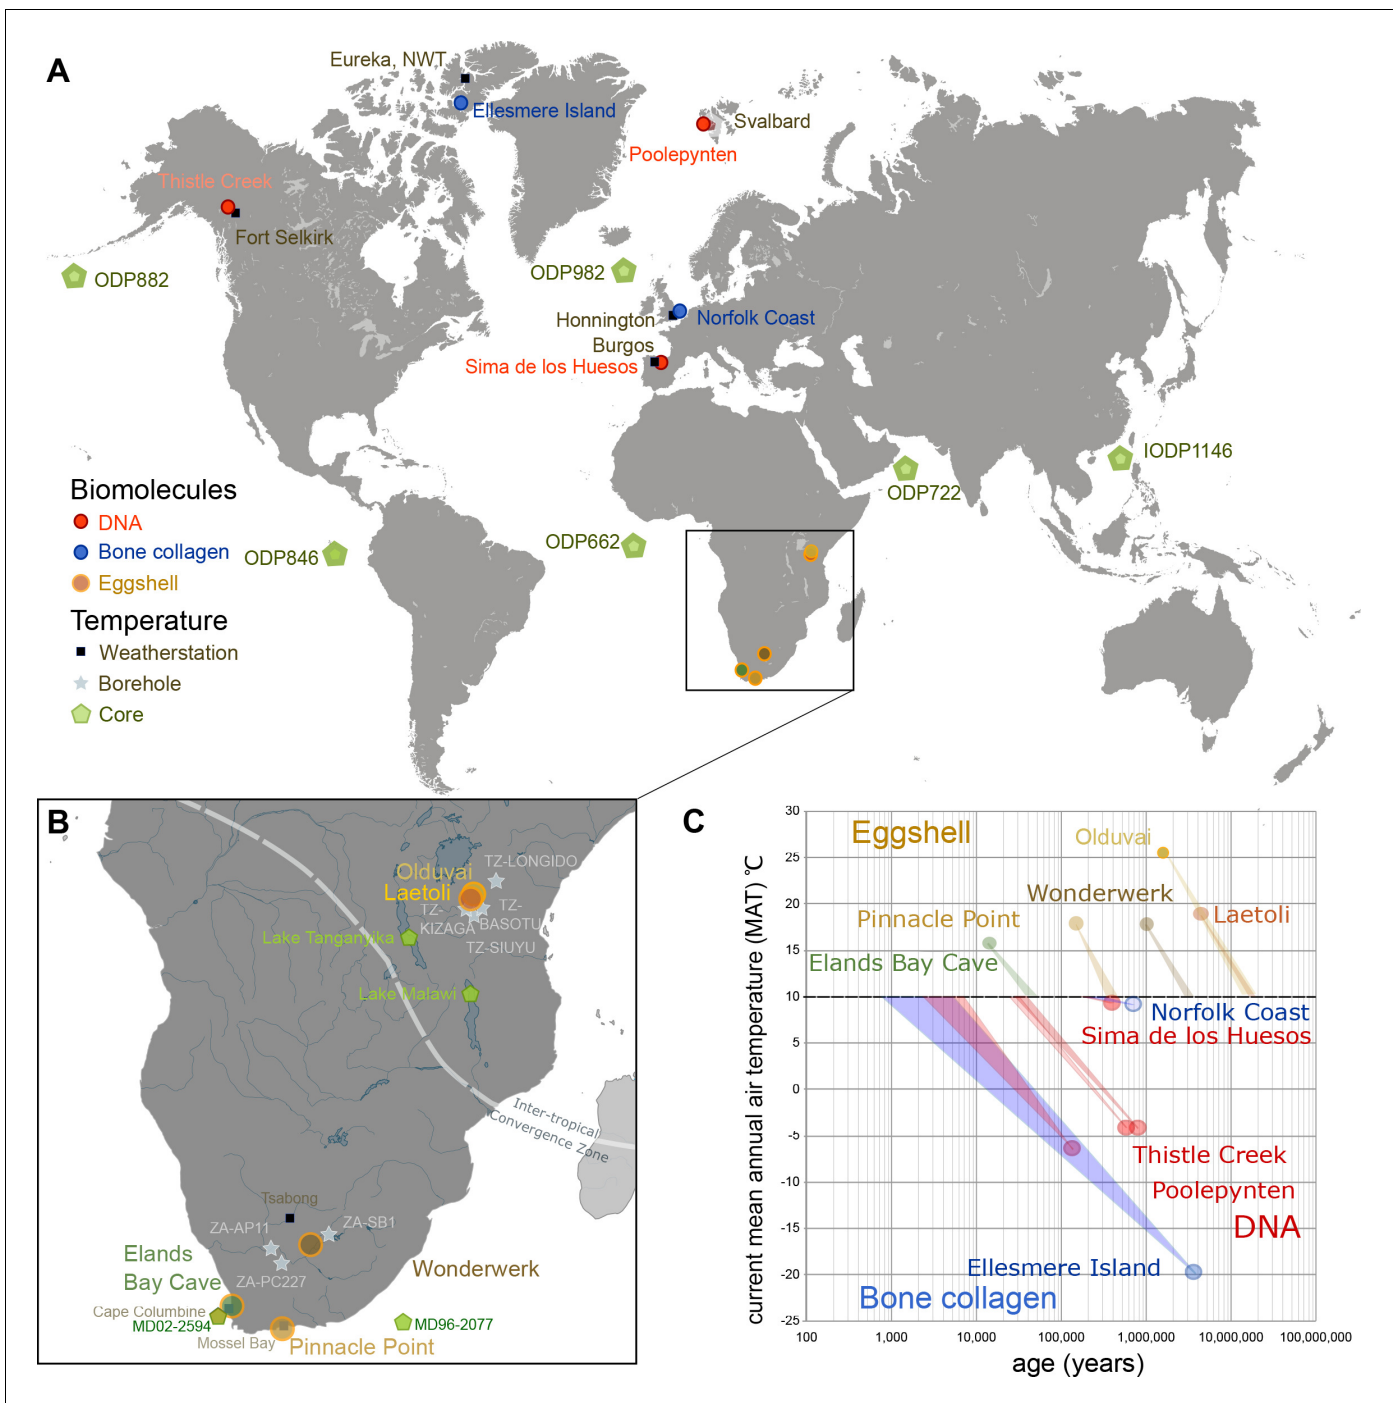 A
Eureka, NWT
Ellesmere Island
Svalbard
Poolepynten
Thistle Creek
Fort Selkirk
ODP882
ODP982
Honnington
Norfolk Coast
Burgos
Sima de los Huesos
IODP1146
ODP722
ODP846
ODP662
Biomolecules
DNA
Bone collagen
Eggshell
Temperature
Weatherstation
Borehole
Core
B
TZ-LONGIDO
Olduvai
Laetoli
TZ-
KIZAGA
TZ-
BASOTU
TZ-SIUYU
Lake Tanganyika
Lake Malawi
Inter-tropical
Convergence Zone
Tsabong
ZA-AP11
ZA-SB1
ZA-PC227
Elands
Bay Cave
Wonderwerk
Cape Columbine
MD02-2594
MD96-2077
Mossel Bay
Pinnacle Point
C
current mean annual air temperature (MAT) °C
30
25
20
15
10
5
0
-5
-10
-15
-20
-25
Eggshell
Olduvai
Wonderwerk
Pinnacle Point
Laetoli
Elands Bay Cave
Norfolk Coast
Sima de los Huesos
Thistle Creek
Poolepynten
DNA
Ellesmere Island
Bone collagen
100
1,000
10,000
100,000
1,000,000
10,000,000
100,000,000
age (years)